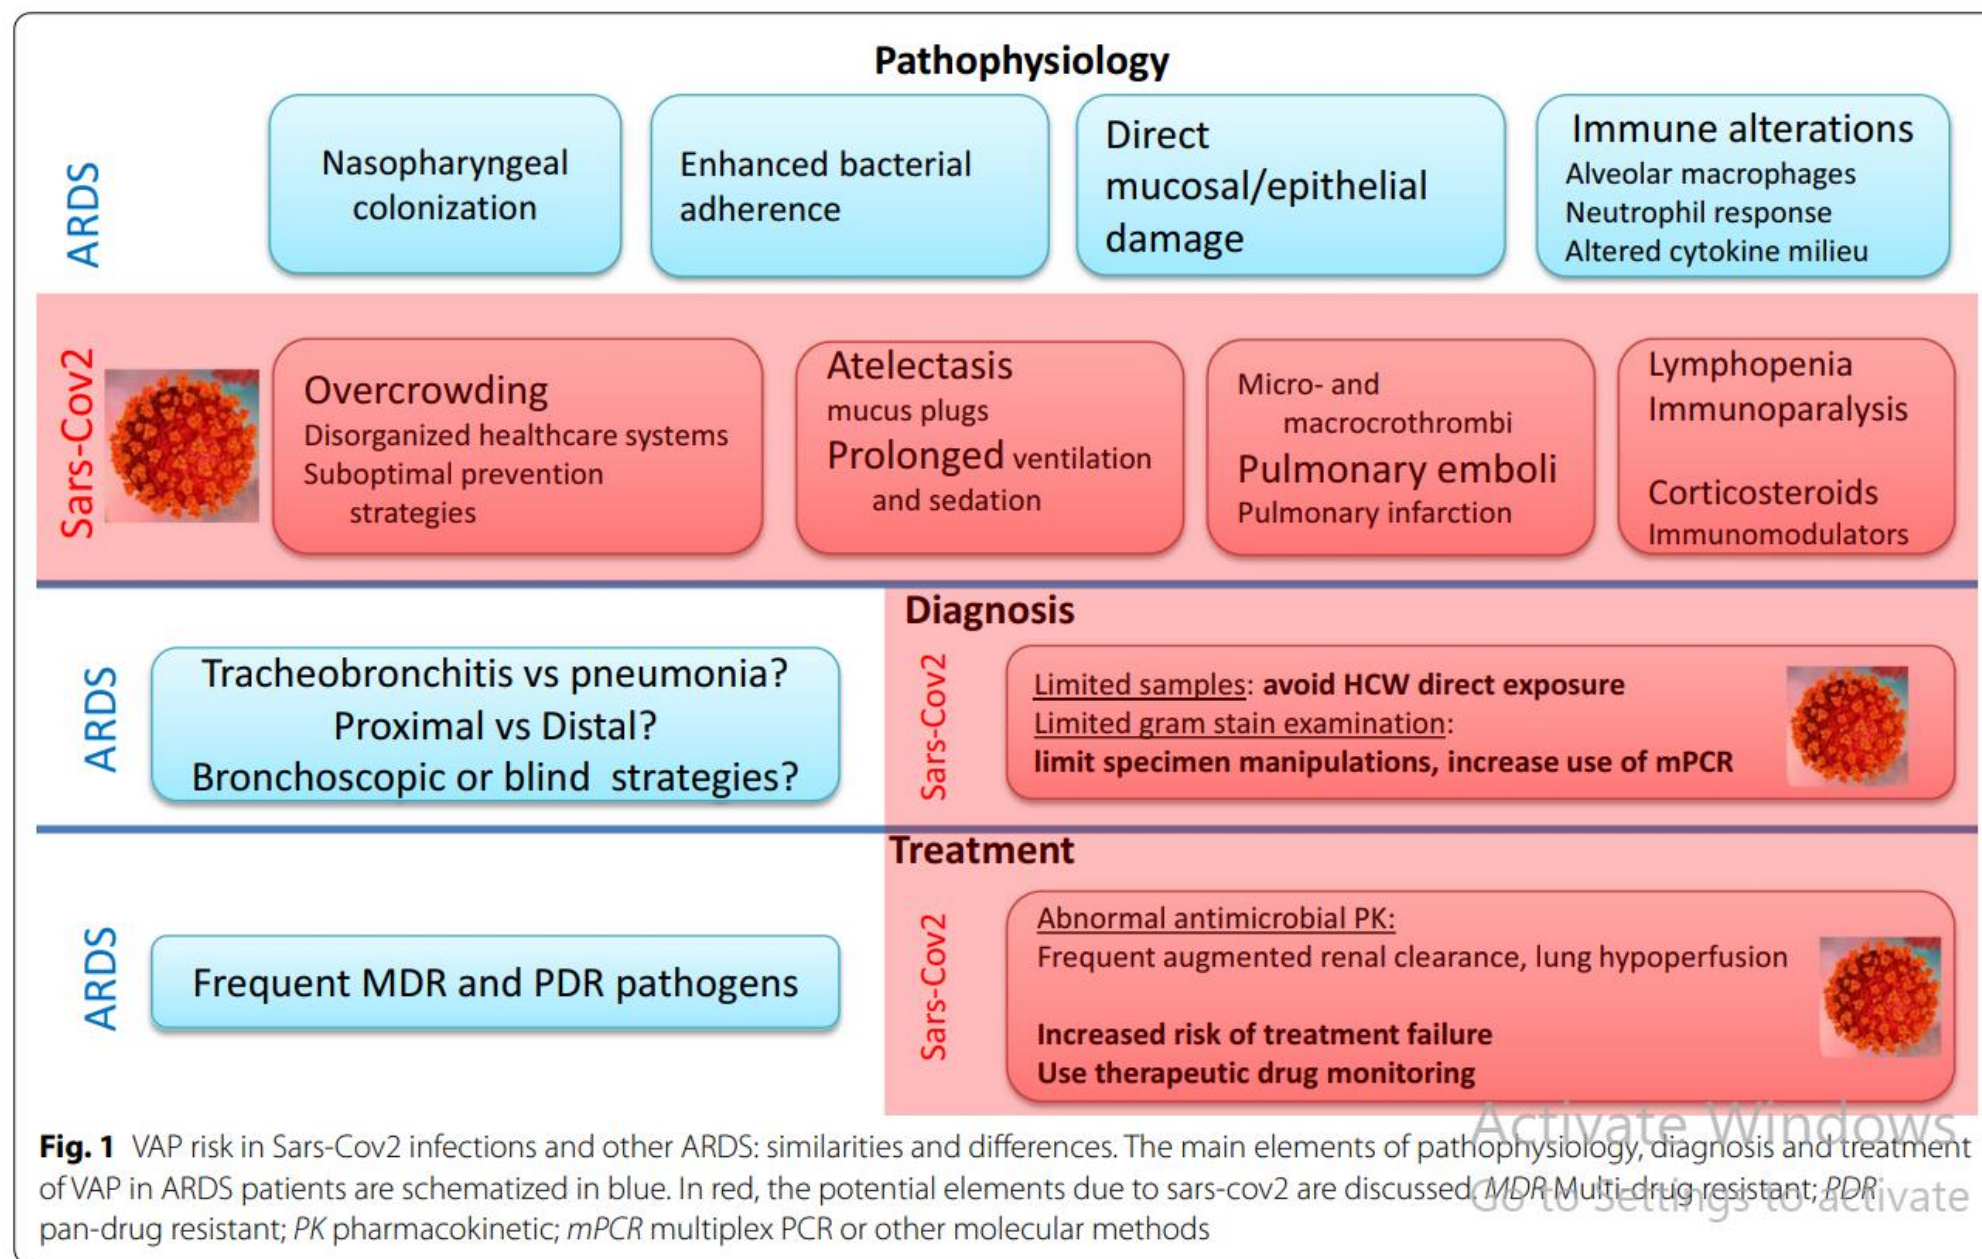 Pathophysiology
ARDS
Nasopharyngeal
colonization
Enhanced bacterial
adherence
Direct
mucosal/epithelial
damage
Immune alterations
Alveolar macrophages
Neutrophil response
Altered cytokine milieu
Sars-Cov2
Overcrowding
Disorganized healthcare systems
Suboptimal prevention
strategies
Atelectasis
mucus plugs
Prolonged ventilation
and sedation
Micro- and
macrocrothrombi
Pulmonary emboli
Pulmonary infarction
Lymphopenia
Immunoparalysis
Corticosteroids
Immunomodulators
Diagnosis
ARDS
Tracheobronchitis vs pneumonia?
Proximal vs Distal?
Bronchoscopic or blind strategies?
Sars-Cov2
Limited samples: avoid HCW direct exposure
Limited gram stain examination:
limit specimen manipulations, increase use of mPCR
Treatment
ARDS
Frequent MDR and PDR pathogens
Sars-Cov2
Abnormal antimicrobial PK:
Frequent augmented renal clearance, lung hypoperfusion
Increased risk of treatment failure
Use therapeutic drug monitoring
Fig. 1 VAP risk in Sars-Cov2 infections and other ARDS: similarities and differences. The main elements of pathophysiology, diagnosis and treatment
of VAP in ARDS patients are schematized in blue. In red, the potential elements due to sars-cov2 are discussed. MDR Multi-drug resistant; PDR
pan-drug resistant; PK pharmacokinetic; mPCR multiplex PCR or other molecular methods
Activate Windows
Go to Settings to activate